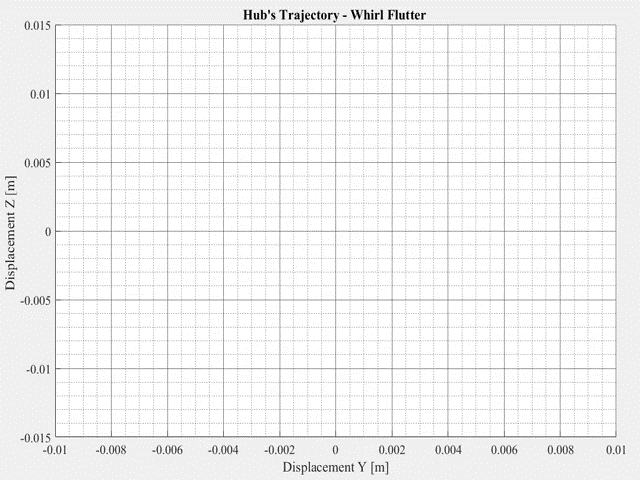 Hub's Trajectory - Whirl Flutter
0.015
0.01
0.005
0
-0.005
-0.01
-0.015
Displacement Z [m]
-0.01 -0.008 -0.006 -0.004 -0.002 0 0.002 0.004 0.006 0.008 0.01
Displacement Y [m]